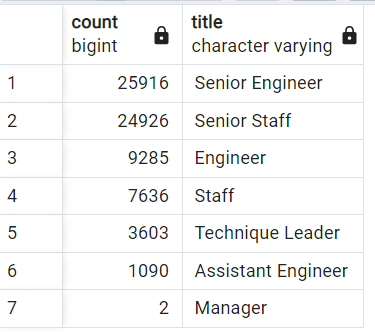 count title
bigint character varying
1 25916 Senior Engineer
2 24926 Senior Staff
3 9285 Engineer
4 7636 Staff
5 3603 Technique Leader
6 1090 Assistant Engineer
7 2 Manager